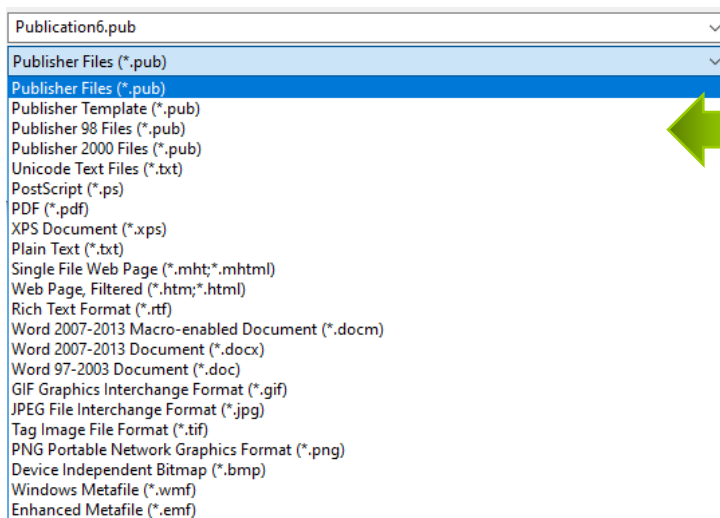 Publication6.pub
Publisher Files (*.pub)
Publisher Files (*.pub)
Publisher Template (*.pub)
Publisher 98 Files (*.pub)
Publisher 2000 Files (*.pub)
Unicode Text Files (*.txt)
PostScript (*.ps)
PDF (*.pdf)
XPS Document (*.xps)
Plain Text (*.txt)
Single File Web Page (*.mht;*.mhtml)
Web Page, Filtered (*.htm;*.html)
Rich Text Format (*.rtf)
Word 2007-2013 Macro-enabled Document (*.docm)
Word 2007-2013 Document (*.docx)
Word 97-2003 Document (*.doc)
GIF Graphics Interchange Format (*.gif)
JPEG File Interchange Format (*.jpg)
Tag Image File Format (*.tif)
PNG Portable Network Graphics Format (*.png)
Device Independent Bitmap (*.bmp)
Windows Metafile (*.wmf)
Enhanced Metafile (*.emf)